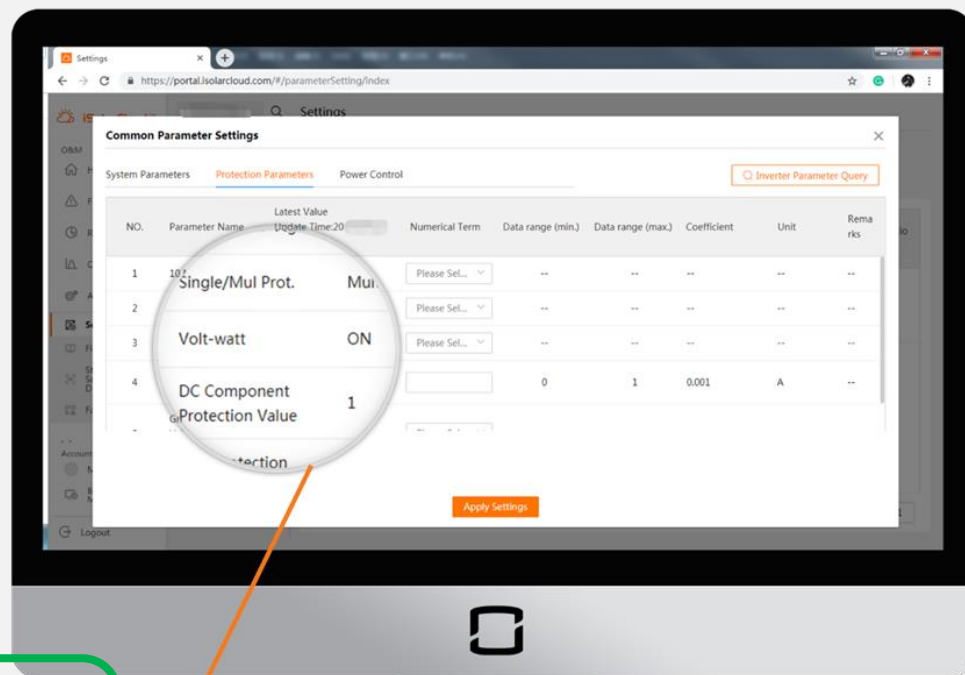 Settings
https://portal.isolarcloud.com/#/parameterSetting/index
Settings
Common Parameter Settings
System Parameters Protection Parameters Power Control Inverter Parameter Query
NO. Parameter Name Latest Value Update Time:20 Numerical Term Data range (min.) Data range (max.) Coefficient Unit Rema rks
1 Single/Mul Prot. Please Sel... -- -- -- -- --
2 Please Sel... -- -- -- -- --
3 Volt-watt ON Please Sel... -- -- -- -- --
4 DC Component Protection Value 1 0 1 0.001 A --
Apply Settings
O&M
Account
Logout